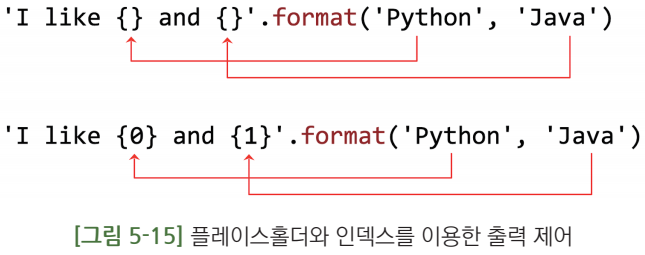 'I like {} and {}'.format('Python', 'Java')
'I like {0} and {1}'.format('Python', 'Java')
[그림 5-15] 플레이스홀더와 인덱스를 이용한 출력 제어